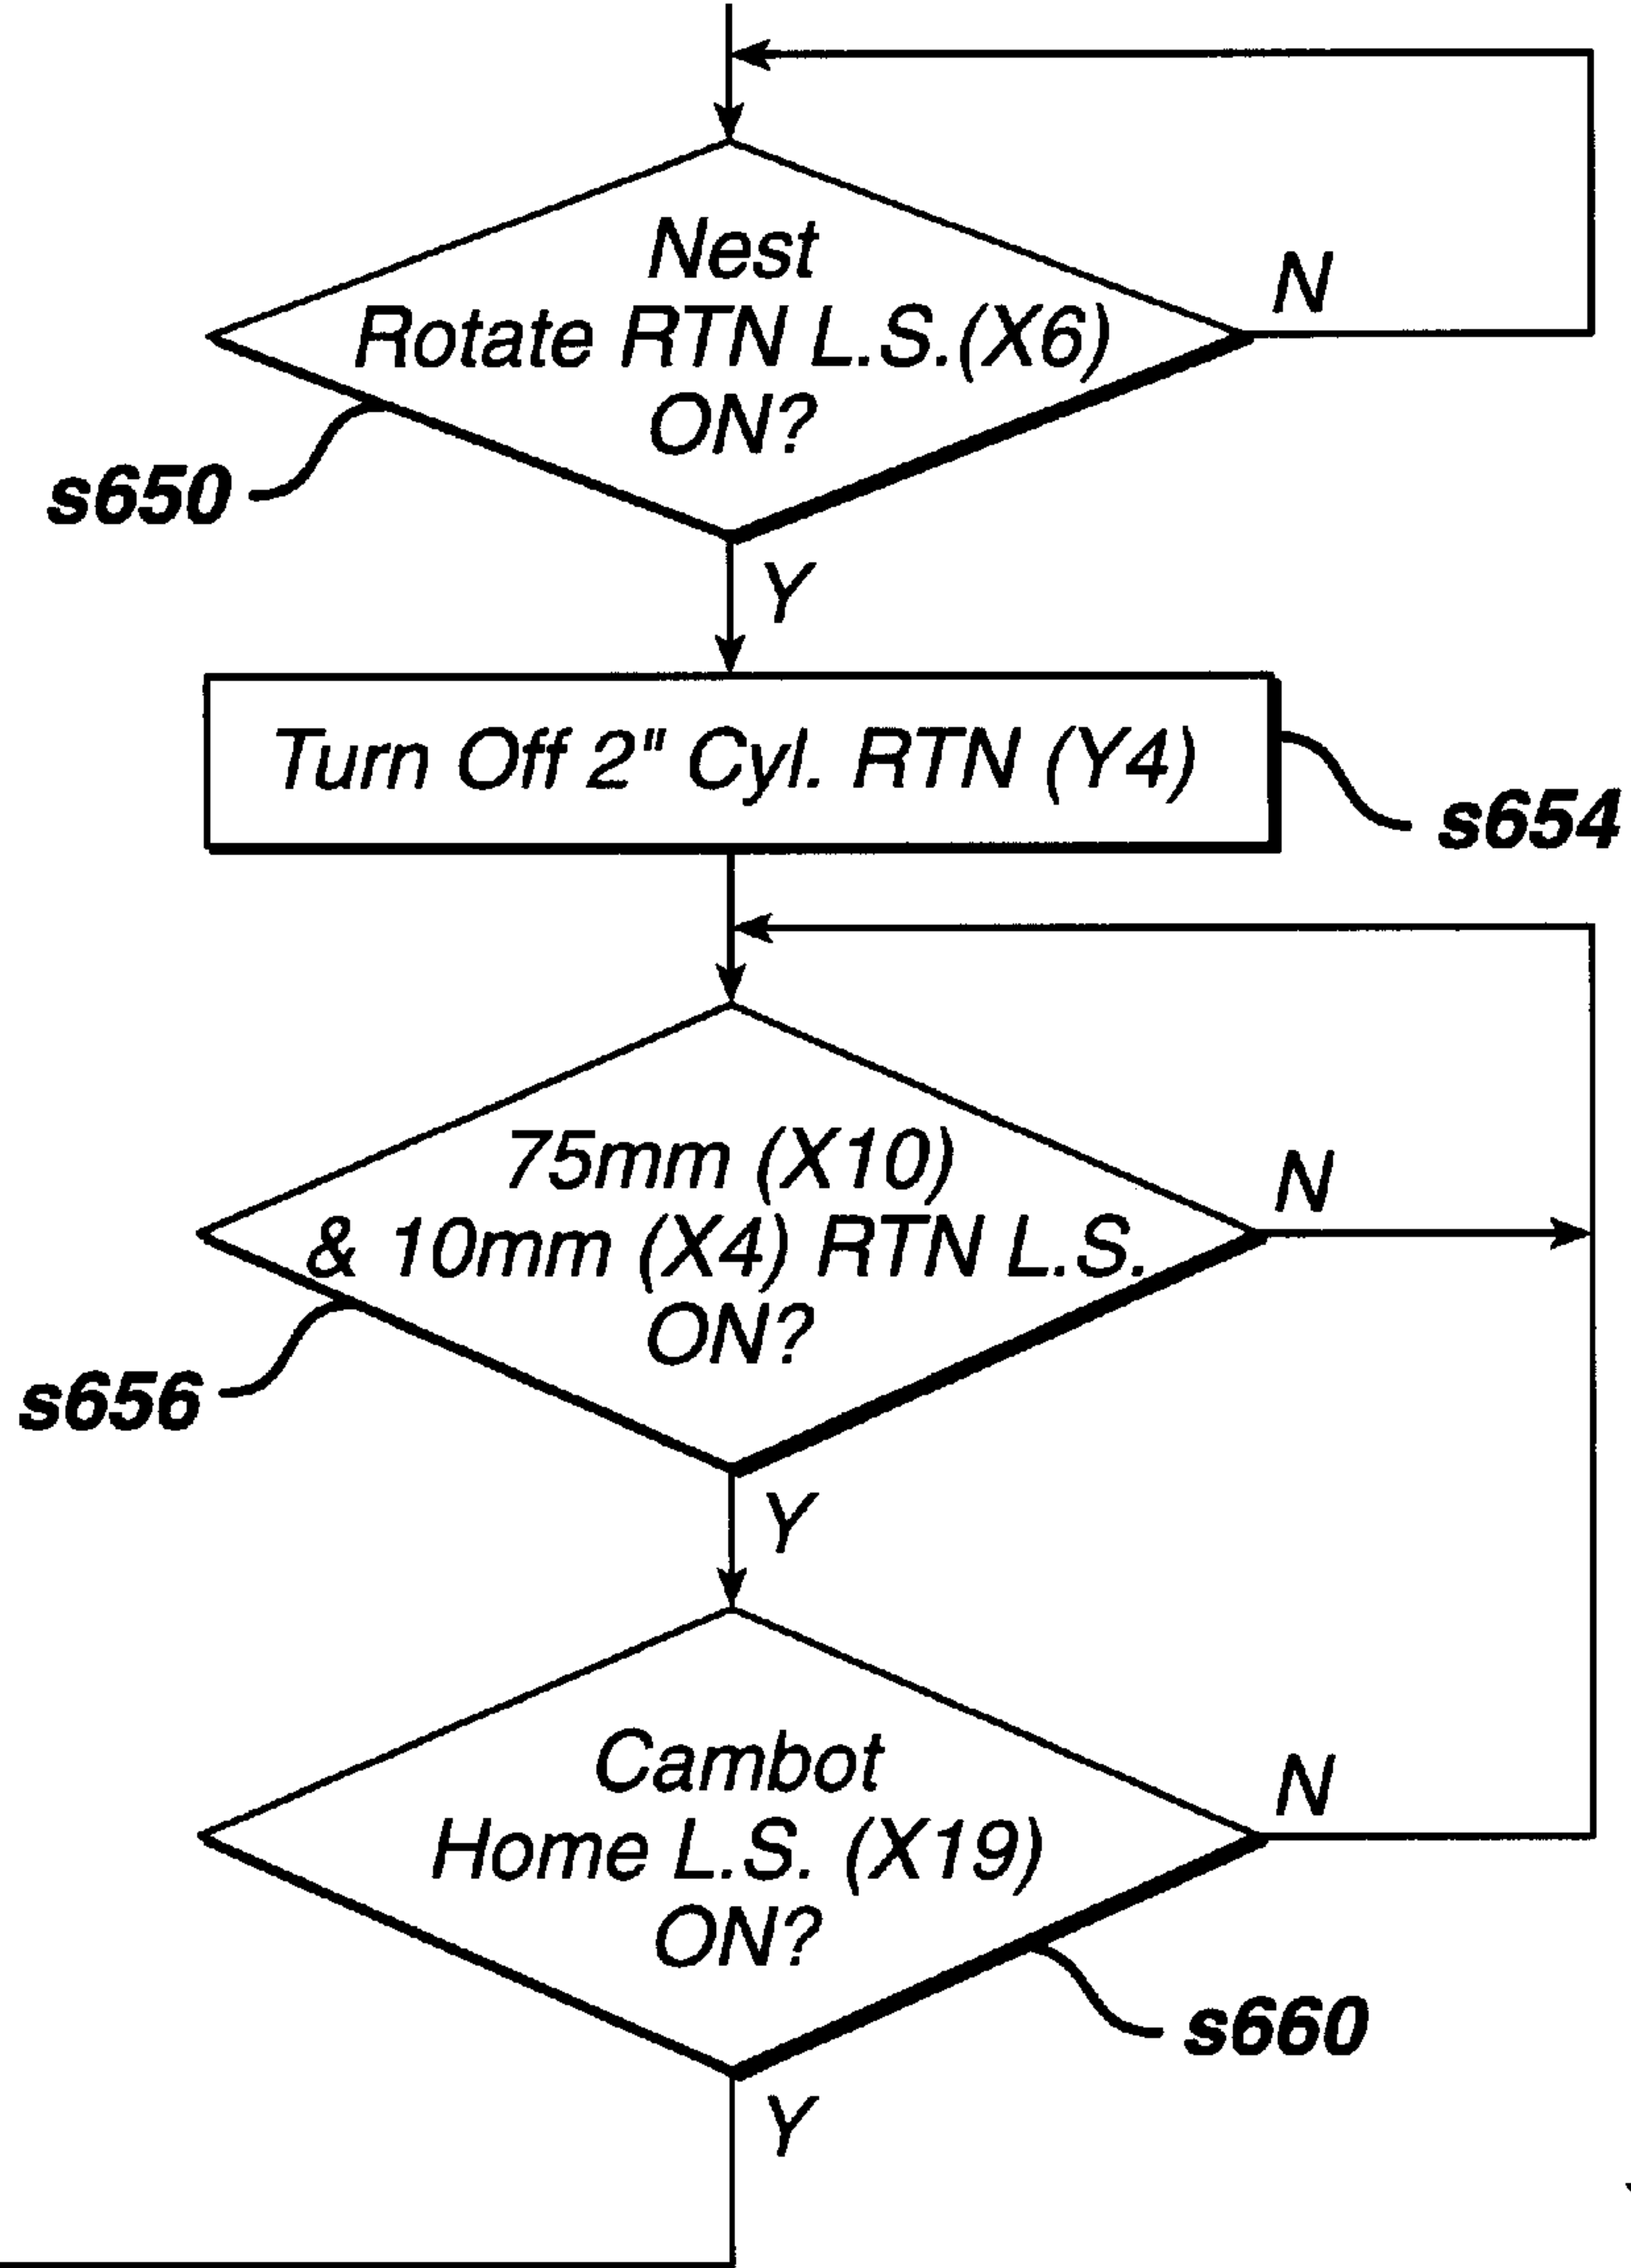 Nest
Rotate RTN L.S.(X6)
ON?
N
s650
Y
Turn Off 2" Cyl. RTN (Y4)
s654
75mm (X10)
& 10mm (X4) RTN L.S.
ON?
N
s656
Y
Cambot
Home L.S. (X19)
ON?
N
s660
Y